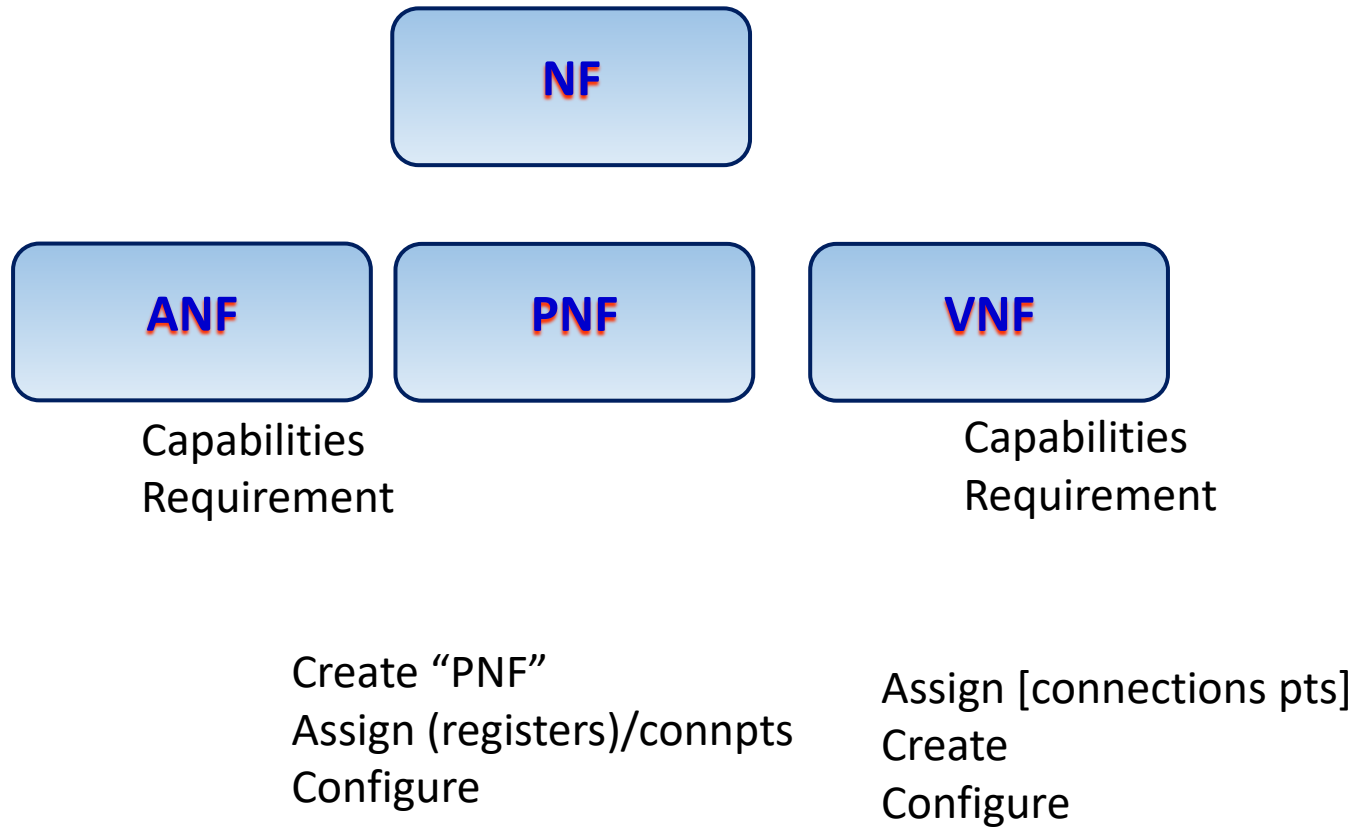 NF
ANF
PNF
VNF
Capabilities
Requirement
Capabilities
Requirement
Create “PNF”
Assign (registers)/connpts
Configure
Assign [connections pts]
Create
Configure